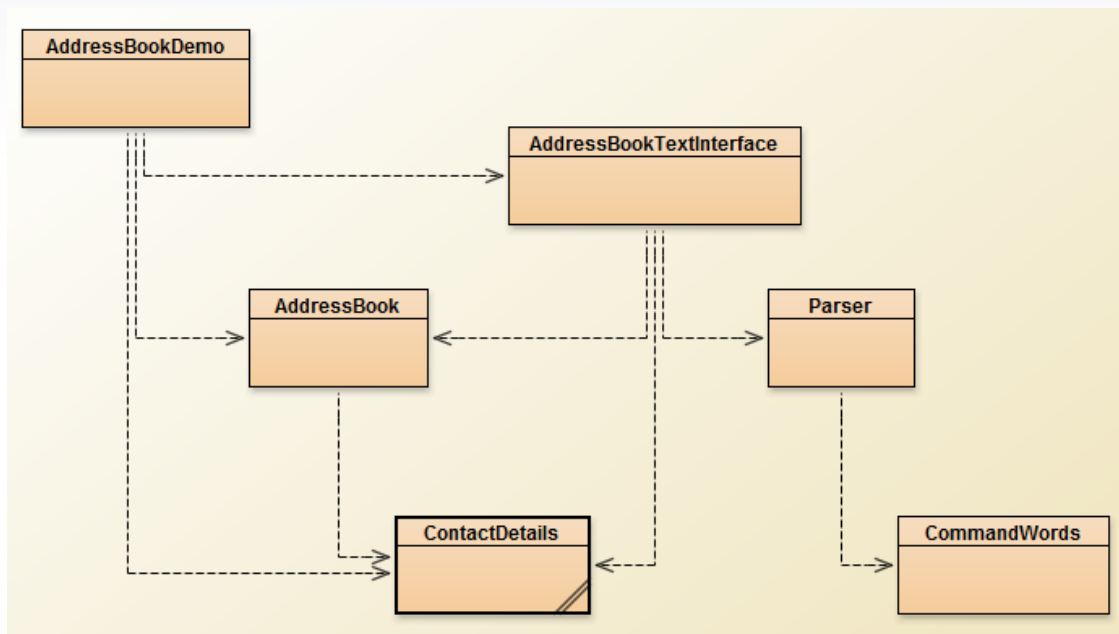 AddressBookDemo
AddressBookTextInterface
AddressBook
Parser
ContactDetails
CommandWords